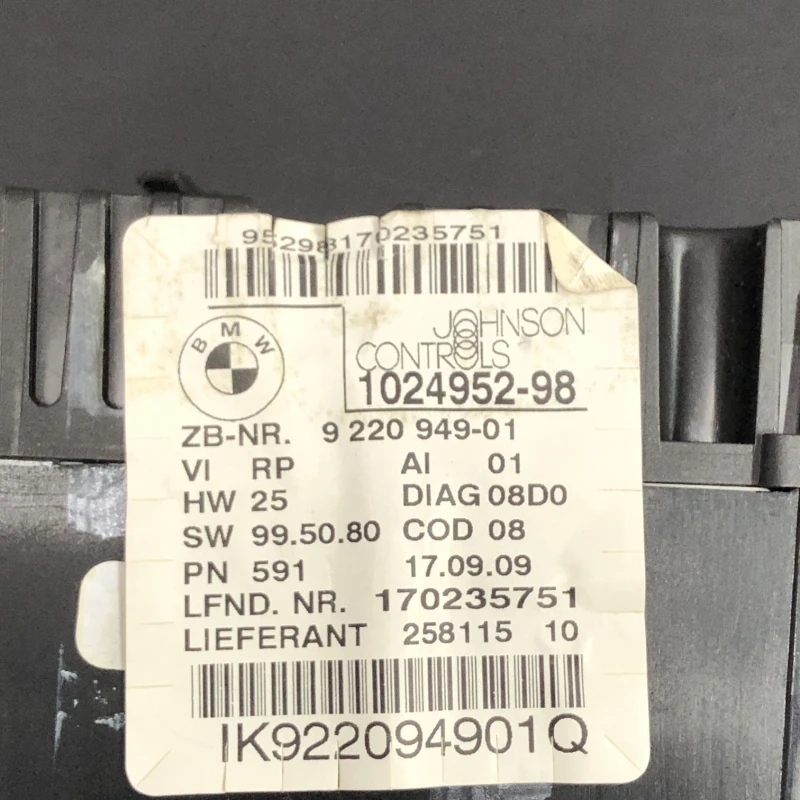 95298170235751
BMW
JOHNSON
CONTROLS
1024952-98
ZB-NR. 9 220 949-01
VI RP AI 01
HW 25 DIAG 08D0
SW 99.50.80 COD 08
PN 591 17.09.09
LFND. NR. 170235751
LIEFERANT 258115 10
IK922094901Q